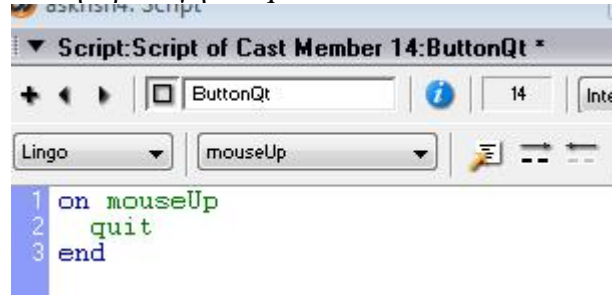 Script:Script of Cast Member 14:ButtonQt *
ButtonQt
14
Lingo
mouseUp
1 on mouseUp
2 quit
3 end